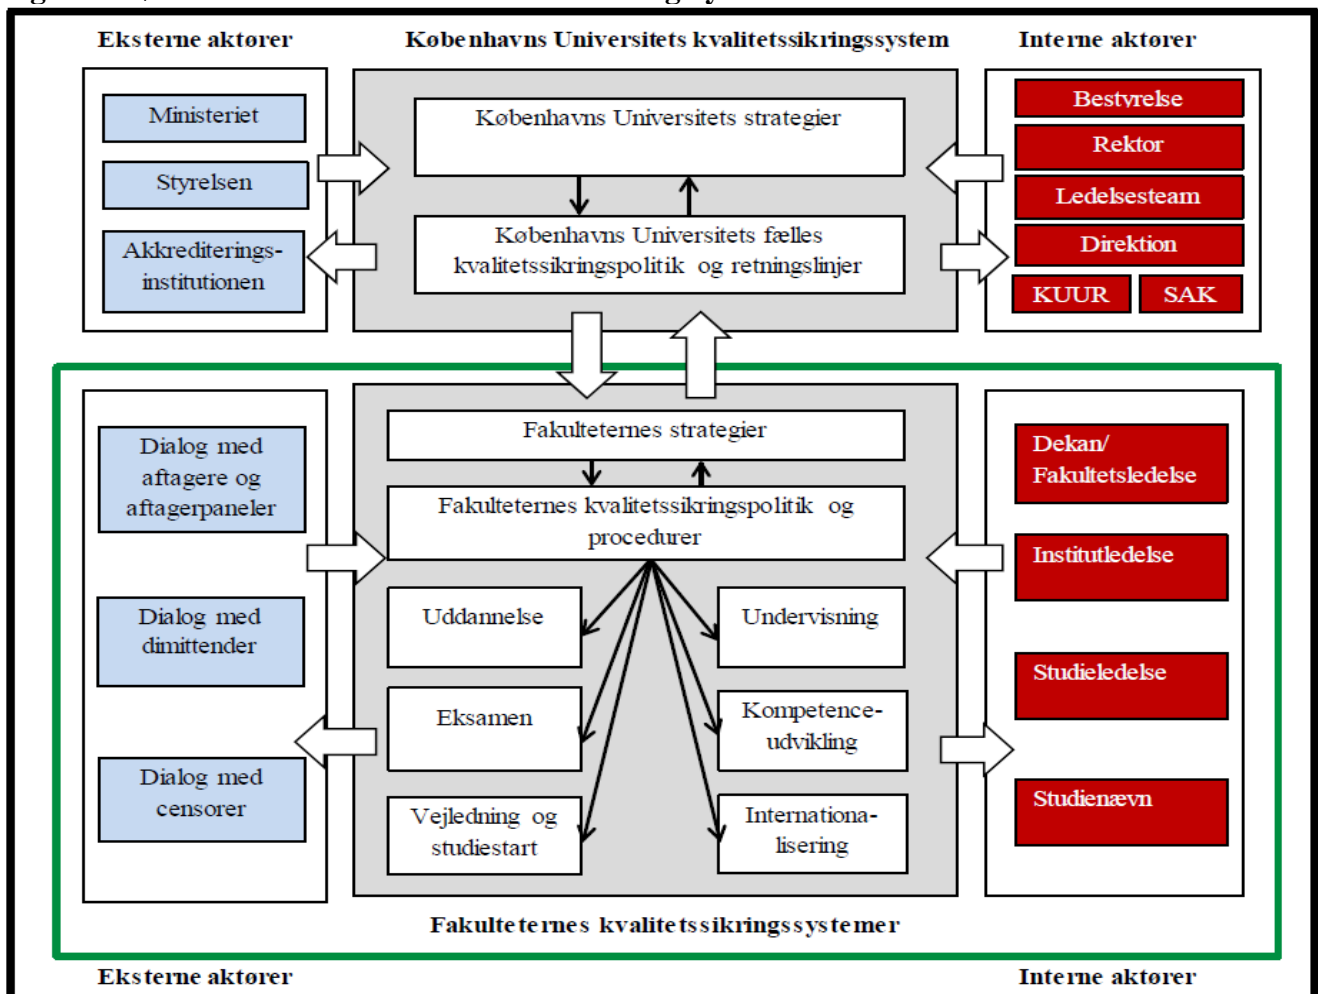 Eksterne aktører
Københavns Universitets kvalitetssikringssystem
Interne aktører
Ministeriet
Styrelsen
Akkrediterings-
institutionen
Københavns Universitets strategier
Københavns Universitets fælles
kvalitetssikringspolitik og retningslinjer
Bestyrelse
Rektor
Ledelsesteam
Direktion
KUUR
SAK
Dialog med
aftagere og
aftagerpaneler
Dialog med
dimittender
Dialog med
censorer
Fakulteternes strategier
Fakulteternes kvalitetssikringspolitik og
procedurer
Uddannelse
Undervisning
Eksamen
Kompetence-
udvikling
Vejledning og
studiestart
Internationa-
lisering
Dekan/
Fakultetsledelse
Institutledelse
Studieledelse
Studienævn
Fakulteternes kvalitetssikringssystemer
Eksterne aktører
Interne aktører